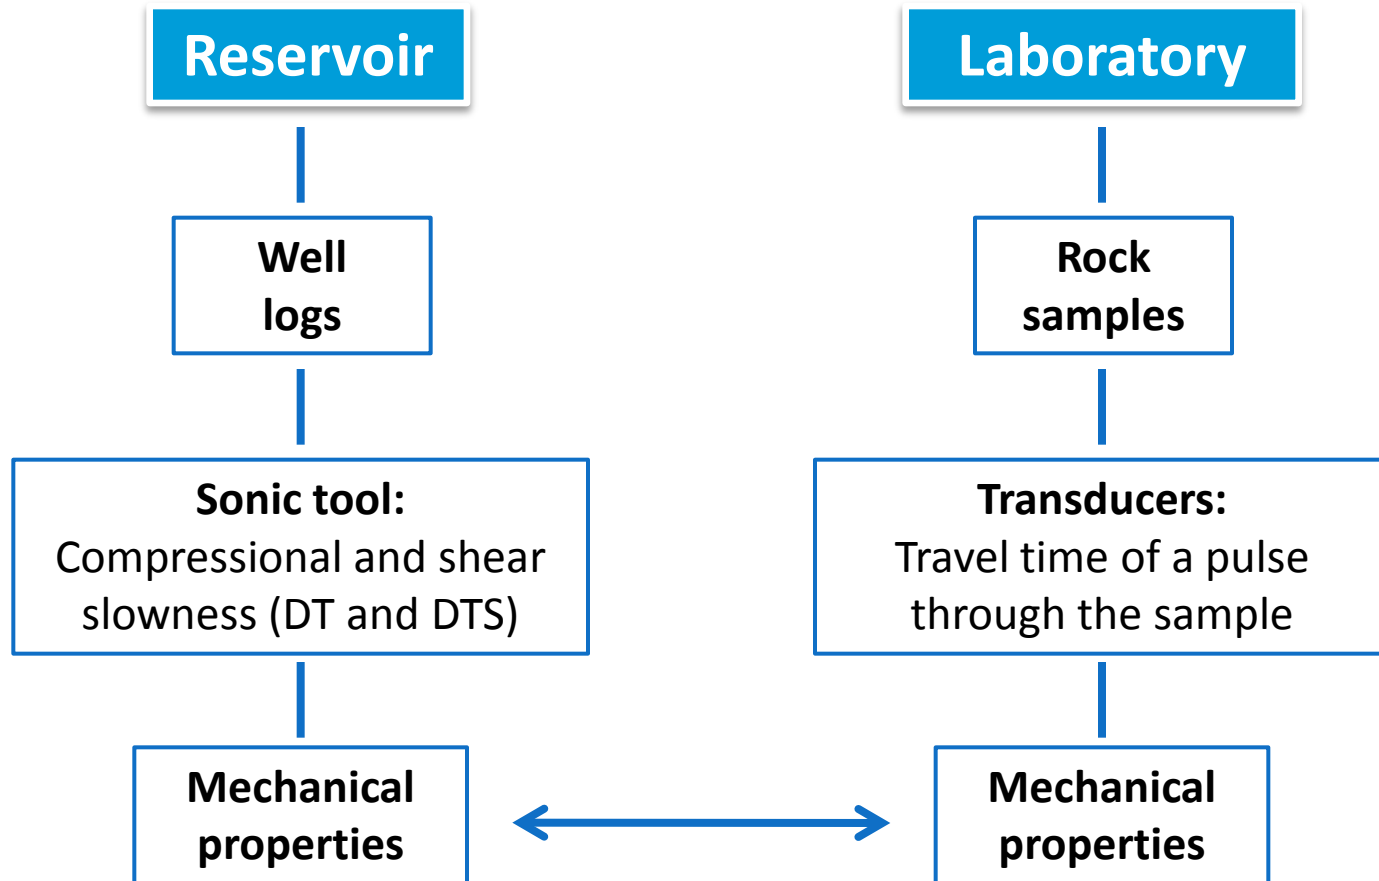 Reservoir
Well
logs
Sonic tool:
Compressional and shear
slowness (DT and DTS)
Mechanical
properties
Laboratory
Rock
samples
Transducers:
Travel time of a pulse
through the sample
Mechanical
properties